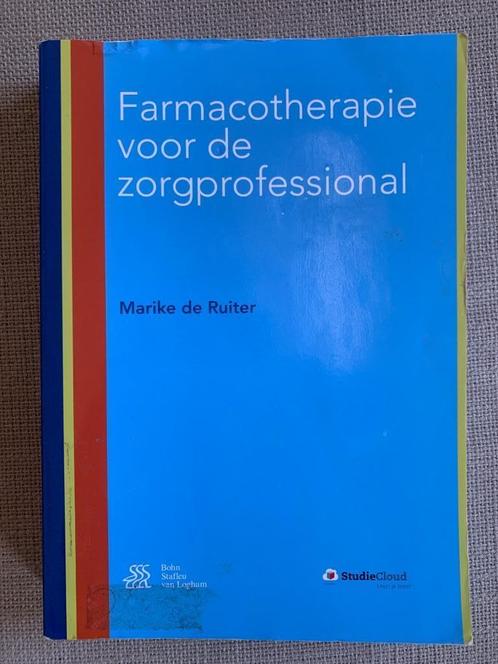 Farmacotherapie
voor de
zorgprofessional
Marike de Ruiter
Bohn
Stafleu
van Loghum
StudieCloud